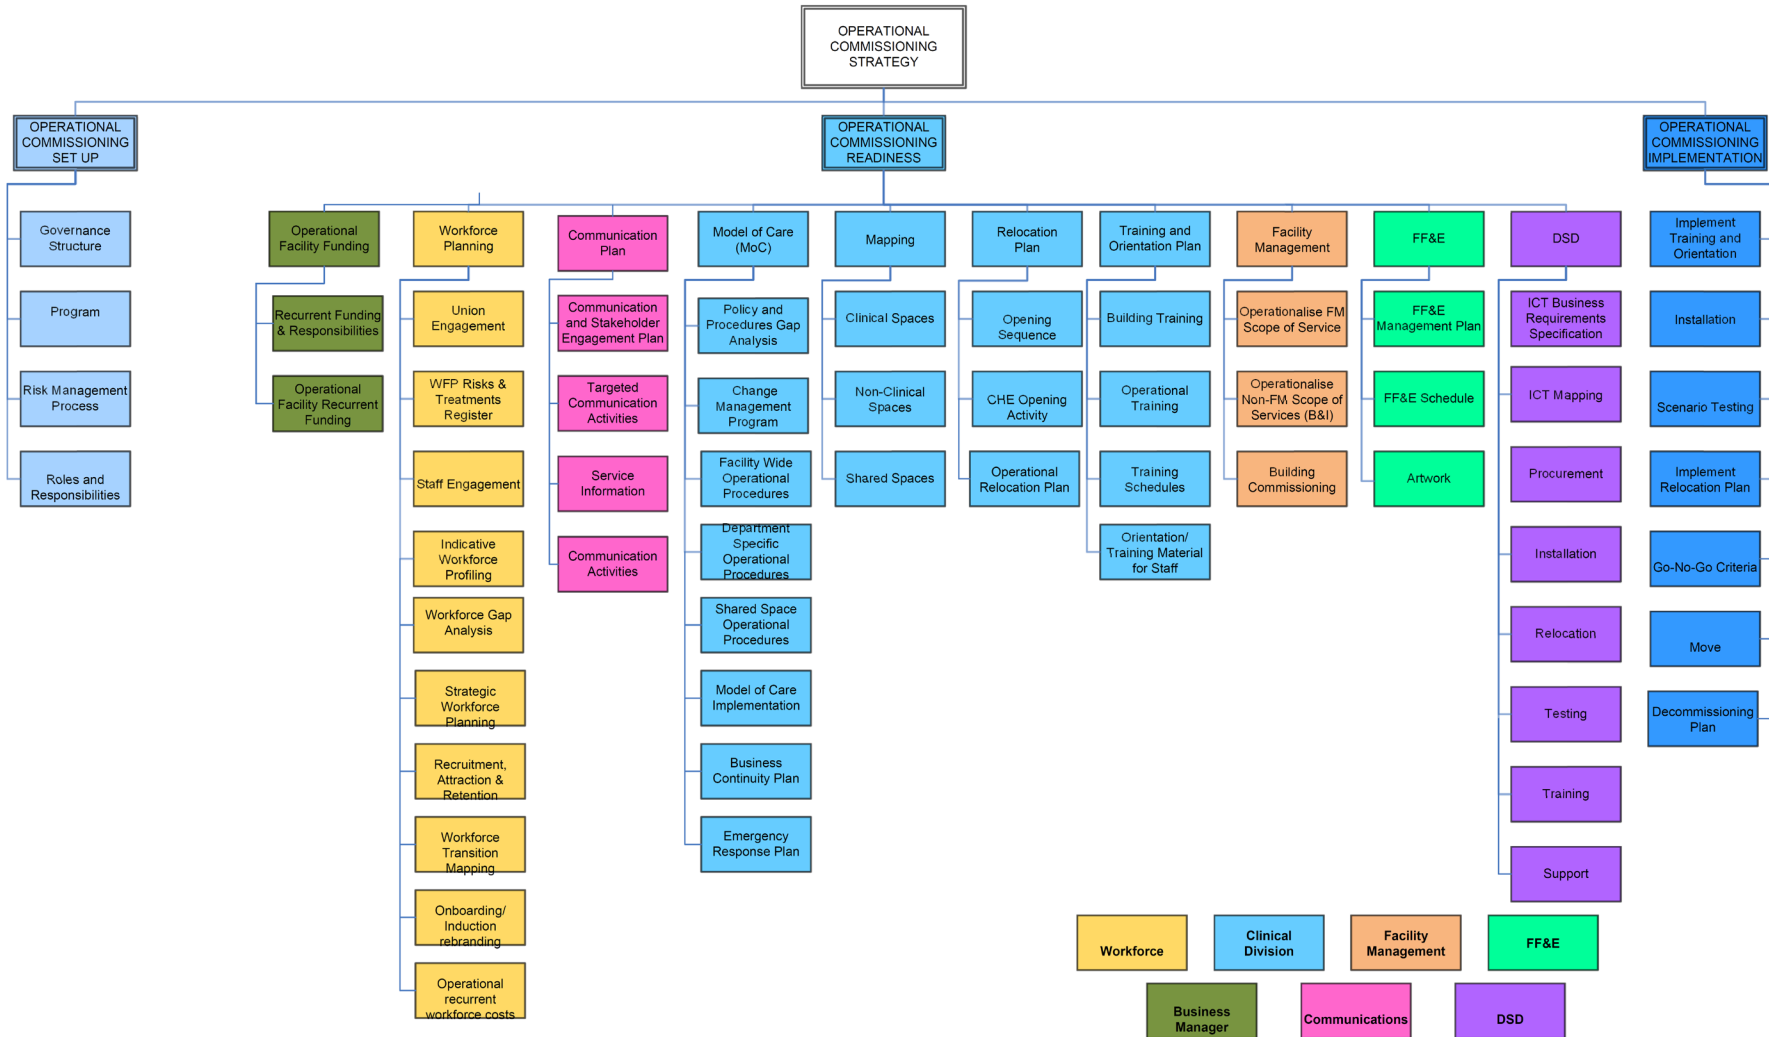 OPERATIONAL
COMMISSIONING
STRATEGY
OPERATIONAL
COMMISSIONING
SET UP
OPERATIONAL
COMMISSIONING
READINESS
OPERATIONAL
COMMISSIONING
IMPLEMENTATION
Governance
Structure
Program
Risk Management
Process
Roles and
Responsibilities
Operational
Facility Funding
Recurrent Funding
& Responsibilities
Operational
Facility Recurrent
Funding
Workforce
Planning
Union
Engagement
WFP Risks &
Treatments
Register
Staff Engagement
Indicative
Workforce
Profiling
Workforce Gap
Analysis
Strategic
Workforce
Planning
Recruitment,
Attraction &
Retention
Workforce
Transition
Mapping
Onboarding/
Induction
rebranding
Operational
recurrent
workforce costs
Communication
Plan
Communication
and Stakeholder
Engagement Plan
Targeted
Communication
Activities
Service
Information
Communication
Activities
Model of Care
(MoC)
Policy and
Procedures Gap
Analysis
Change
Management
Program
Facility Wide
Operational
Procedures
Department
Specific
Operational
Procedures
Shared Space
Operational
Procedures
Model of Care
Implementation
Business
Continuity Plan
Emergency
Response Plan
Mapping
Clinical Spaces
Non-Clinical
Spaces
Shared Spaces
Relocation
Plan
Opening
Sequence
CHE Opening
Activity
Operational
Relocation Plan
Training and
Orientation Plan
Building Training
Operational
Training
Training
Schedules
Orientation/
Training Material
for Staff
Facility
Management
Operationalise FM
Scope of Service
Operationalise
Non-FM Scope of
Services (B&I)
Building
Commissioning
FF&E
FF&E
Management Plan
FF&E Schedule
Artwork
DSD
ICT Business
Requirements
Specification
ICT Mapping
Procurement
Installation
Relocation
Testing
Training
Support
Implement
Training and
Orientation
Installation
Scenario Testing
Implement
Relocation Plan
Go-No-Go Criteria
Move
Decommissioning
Plan
Workforce
Clinical
Division
Facility
Management
FF&E
Business
Manager
Communications
DSD